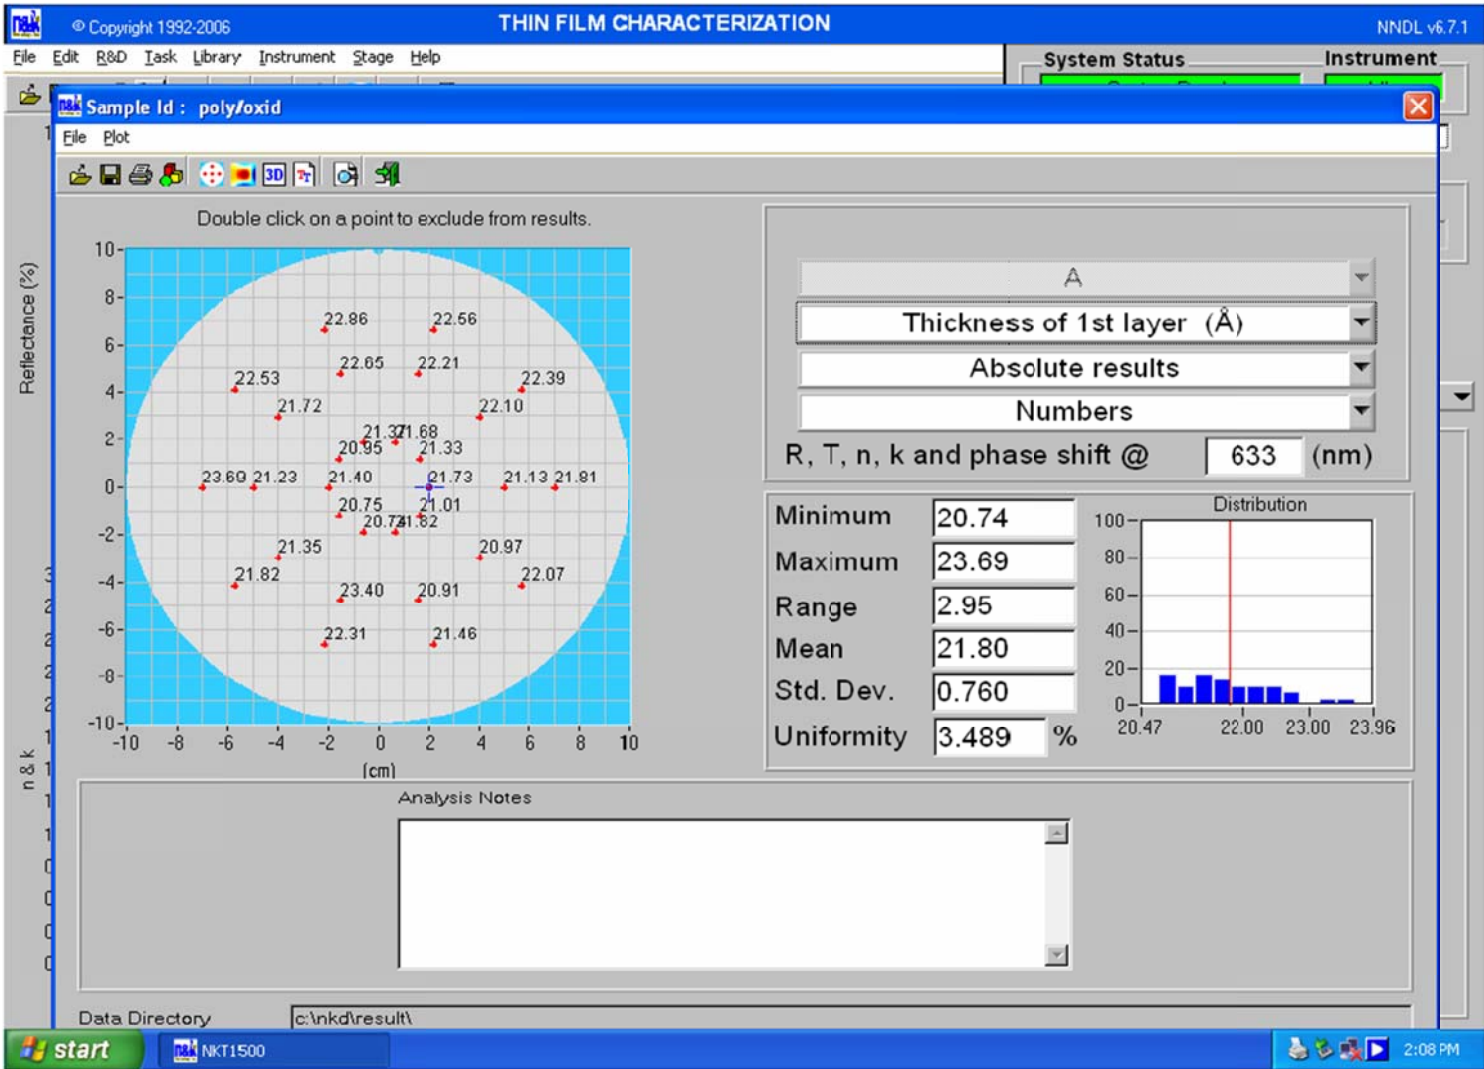 n&k © Copyright 1992-2006 THIN FILM CHARACTERIZATION NNDL v6.7.1
File Edit R&D Task Library Instrument Stage Help
System Status Instrument
n&k Sample Id : poly/oxid
File Plot
3D TT
Double click on a point to exclude from results.
Reflectance (%)
10
8
6
4
2
0
-2
-4
-6
-8
-10
22.86 22.56
22.65 22.21
22.53 22.39
21.72 22.10
21.37 21.68
20.95 21.33
23.69 21.23 21.40 21.73 21.13 21.91
20.75 21.01
20.74 21.82
21.35 20.97
21.82 22.07
23.40 20.91
22.31 21.46
-10 -8 -6 -4 -2 0 2 4 6 8 10
(cm)
Å
Thickness of 1st layer (Å)
Absolute results
Numbers
R, T, n, k and phase shift @ 633 (nm)
Minimum 20.74
Maximum 23.69
Range 2.95
Mean 21.80
Std. Dev. 0.760
Uniformity 3.489 %
Distribution
100
80
60
40
20
0
20.47 22.00 23.00 23.96
n & k
Analysis Notes
Data Directory c:\nkd\result\
start n&k NKT1500 2:08 PM